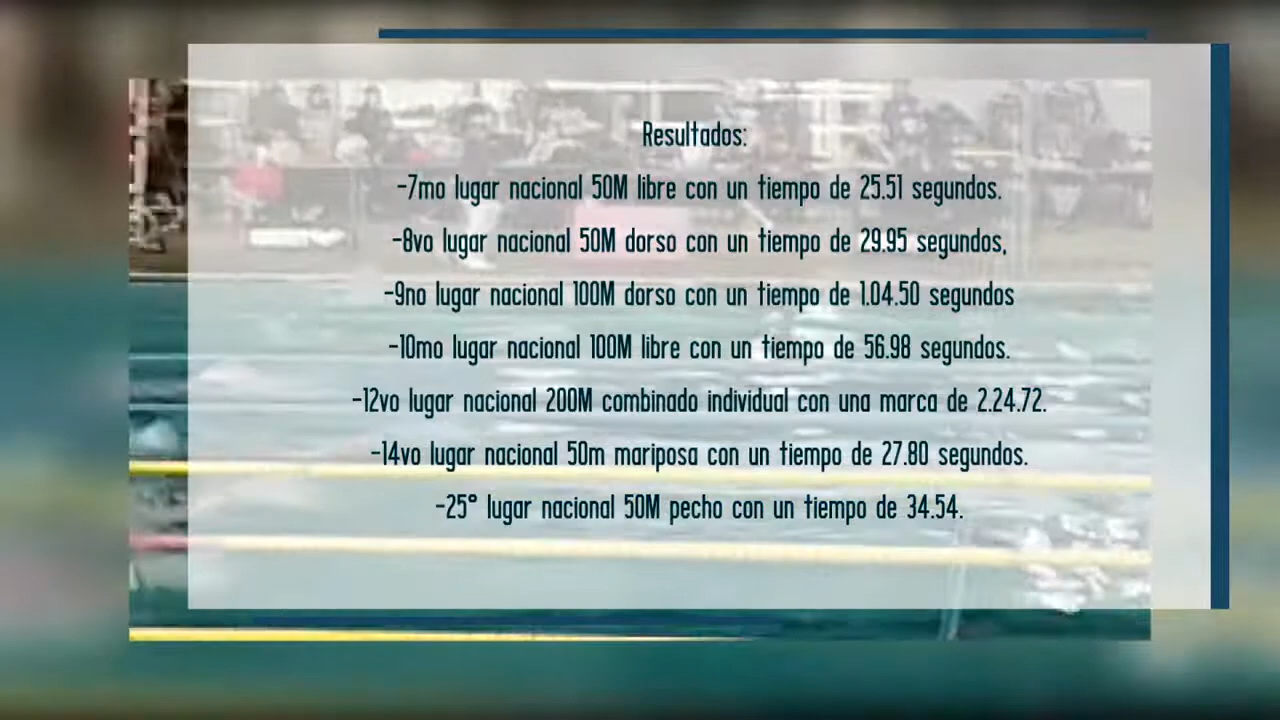 Resultados:
-7mo lugar nacional 50M libre con un tiempo de 25.51 segundos.
-8vo lugar nacional 50M dorso con un tiempo de 29.95 segundos,
-9no lugar nacional 100M dorso con un tiempo de 1.04.50 segundos
-10mo lugar nacional 100M libre con un tiempo de 56.98 segundos.
-12vo lugar nacional 200M combinado individual con una marca de 2.24.72.
-14vo lugar nacional 50m mariposa con un tiempo de 27.80 segundos.
-25° lugar nacional 50M pecho con un tiempo de 34.54.